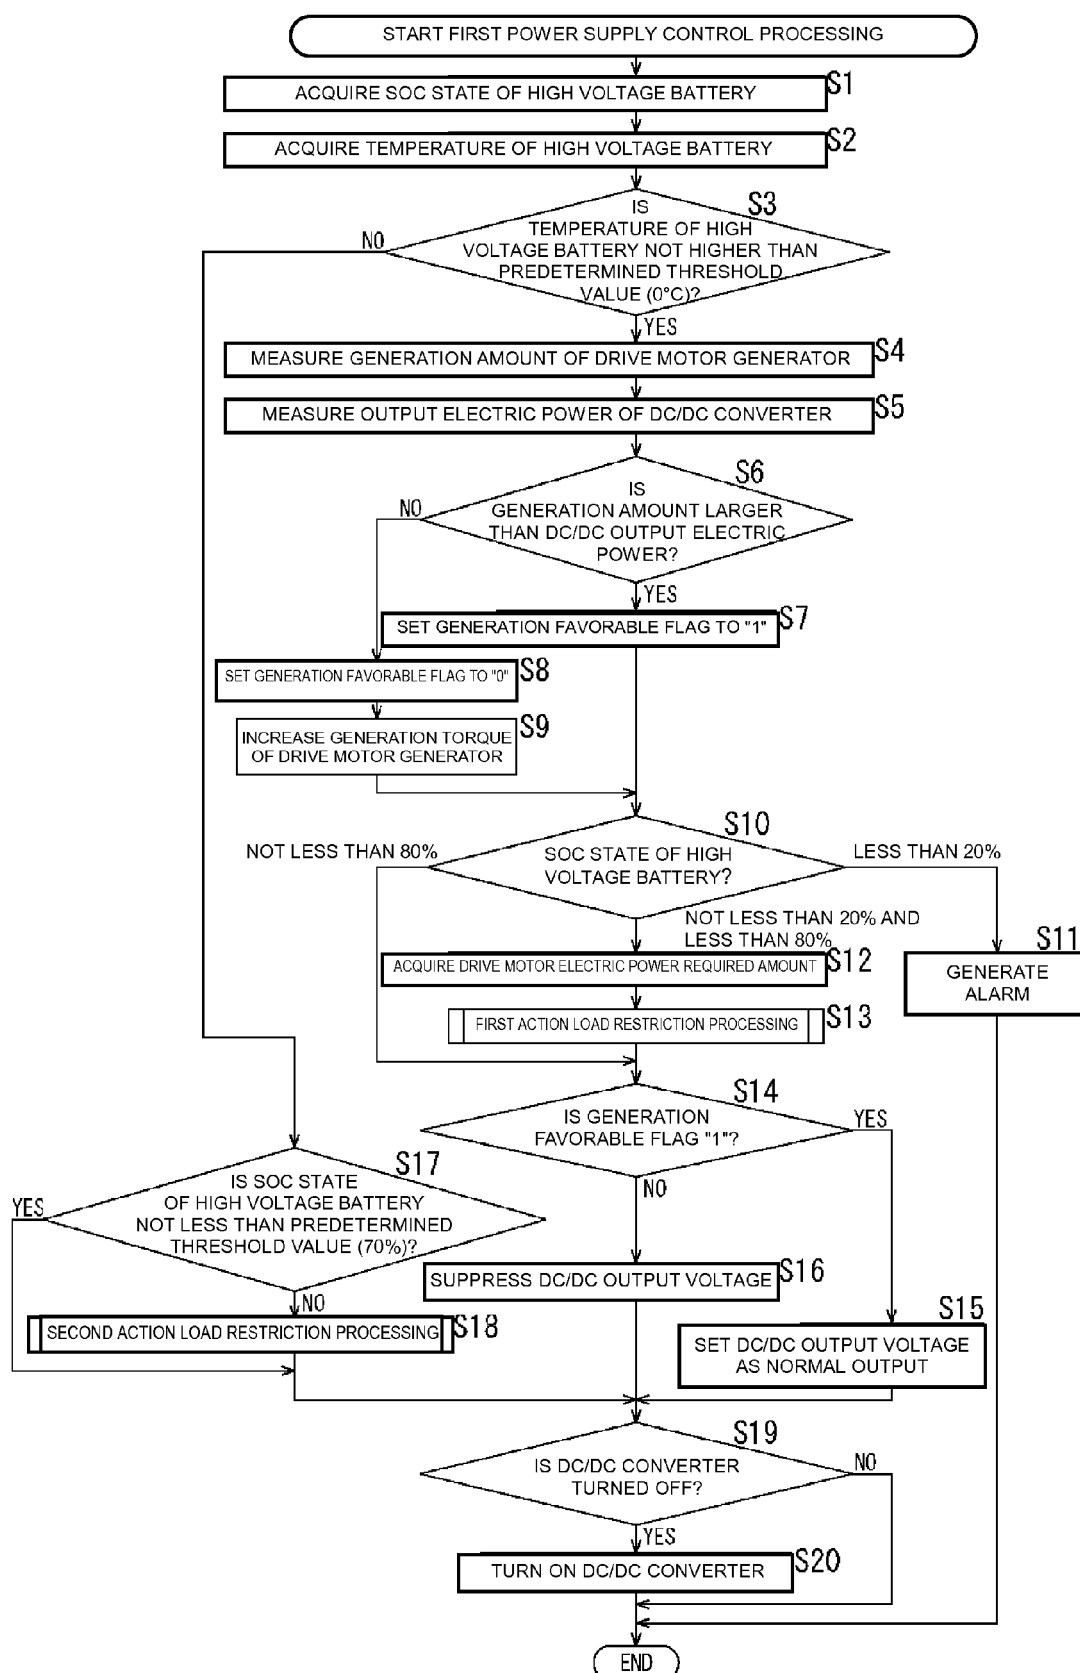 START FIRST POWER SUPPLY CONTROL PROCESSING
S1
ACQUIRE SOC STATE OF HIGH VOLTAGE BATTERY
S2
ACQUIRE TEMPERATURE OF HIGH VOLTAGE BATTERY
S3
IS
TEMPERATURE OF HIGH
VOLTAGE BATTERY NOT HIGHER THAN
PREDETERMINED THRESHOLD
VALUE (0°C)?
NO
YES
S4
MEASURE GENERATION AMOUNT OF DRIVE MOTOR GENERATOR
S5
MEASURE OUTPUT ELECTRIC POWER OF DC/DC CONVERTER
S6
IS
GENERATION AMOUNT LARGER
THAN DC/DC OUTPUT ELECTRIC
POWER?
NO
YES
S7
SET GENERATION FAVORABLE FLAG TO "1"
S8
SET GENERATION FAVORABLE FLAG TO "0"
S9
INCREASE GENERATION TORQUE
OF DRIVE MOTOR GENERATOR
S10
SOC STATE OF HIGH
VOLTAGE BATTERY?
NOT LESS THAN 80%
LESS THAN 20%
NOT LESS THAN 20% AND
LESS THAN 80%
S11
GENERATE
ALARM
S12
ACQUIRE DRIVE MOTOR ELECTRIC POWER REQUIRED AMOUNT
S13
FIRST ACTION LOAD RESTRICTION PROCESSING
S14
IS GENERATION
FAVORABLE FLAG "1"?
YES
NO
S17
IS SOC STATE
OF HIGH VOLTAGE BATTERY
NOT LESS THAN PREDETERMINED
THRESHOLD VALUE (70%)?
YES
NO
S16
SUPPRESS DC/DC OUTPUT VOLTAGE
S15
SET DC/DC OUTPUT VOLTAGE
AS NORMAL OUTPUT
S18
SECOND ACTION LOAD RESTRICTION PROCESSING
S19
IS DC/DC CONVERTER
TURNED OFF?
NO
YES
S20
TURN ON DC/DC CONVERTER
END